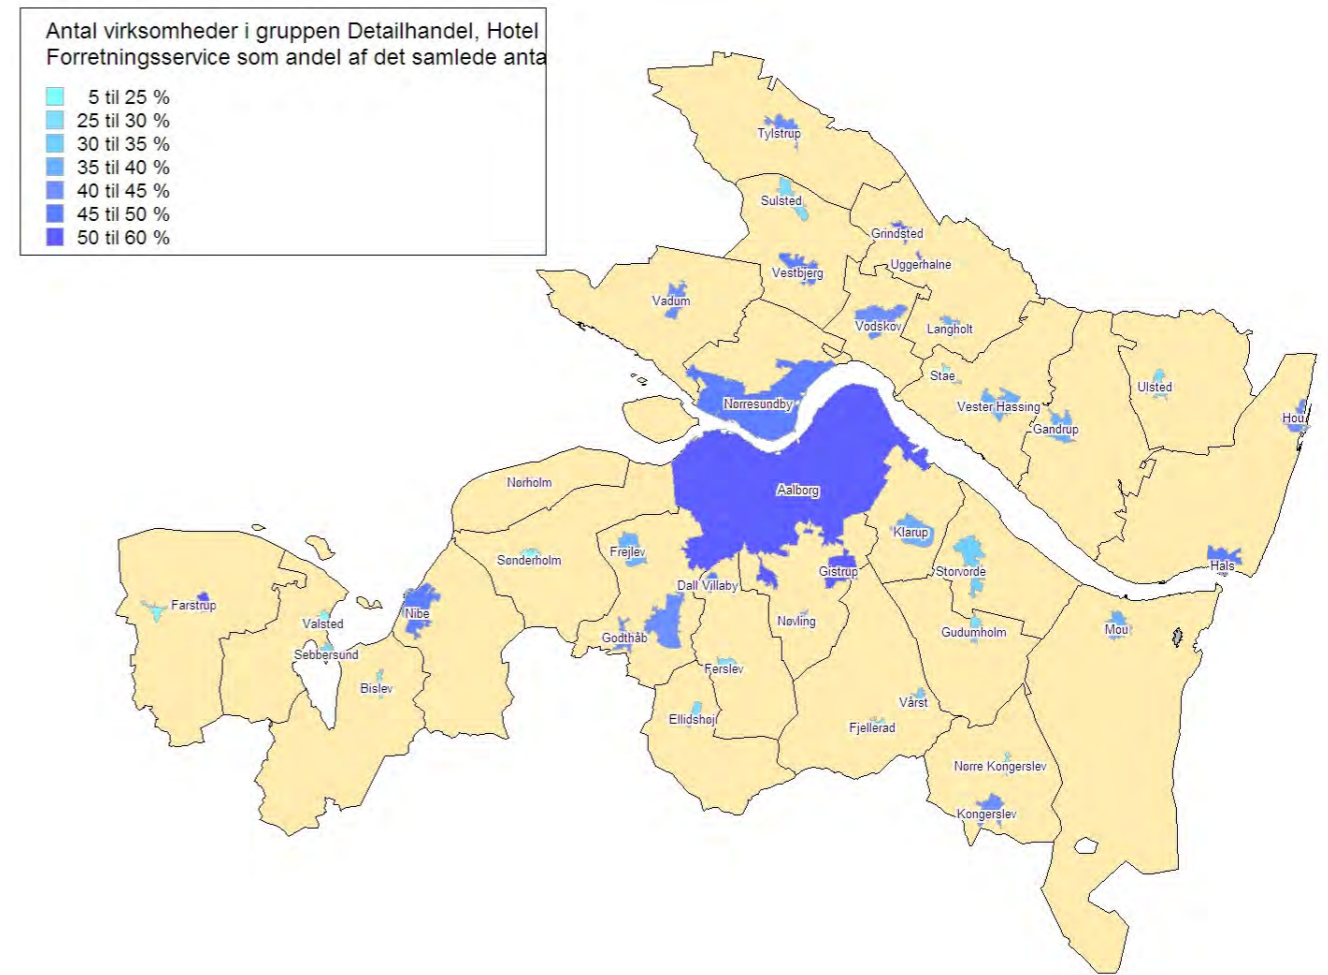 Antal virksomheder i gruppen Detailhandel, Hotel
Forretningsservice som andel af det samlede anta
5 til 25 %
25 til 30 %
30 til 35 %
35 til 40 %
40 til 45 %
45 til 50 %
50 til 60 %
Tylstrup
Sulsted
Grindsted
Uggerhalne
Vestbjerg
Vadum
Vodskov
Langholt
Stae
Ulsted
Nørresundby
Vester Hassing
Hou
Gandrup
Nørholm
Aalborg
Klarup
Frejlev
Sønderholm
Hals
Gistrup
Storvorde
Dall Villaby
Farstrup
Nibe
Valsted
Nøvling
Mou
Gudumholm
Godthåb
Sebbersund
Ferslev
Bislev
Vårst
Ellidshøj
Fjellerad
Nørre Kongerslev
Kongerslev